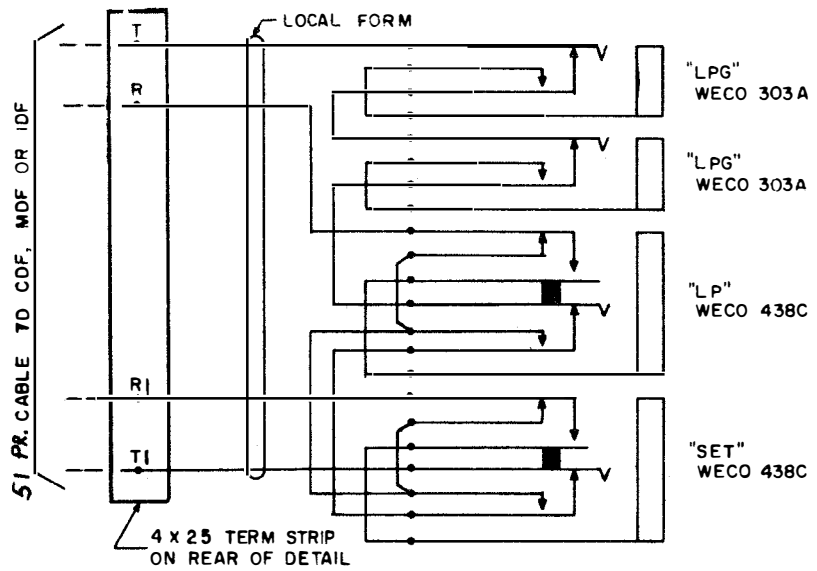 51 PR. CABLE TO CDF, MDF OR IDF
T
R
R1
T1
LOCAL FORM
"LPG"
WECO 303A
"LPG"
WECO 303A
"LP"
WECO 438C
"SET"
WECO 438C
4 X 25 TERM STRIP
ON REAR OF DETAIL